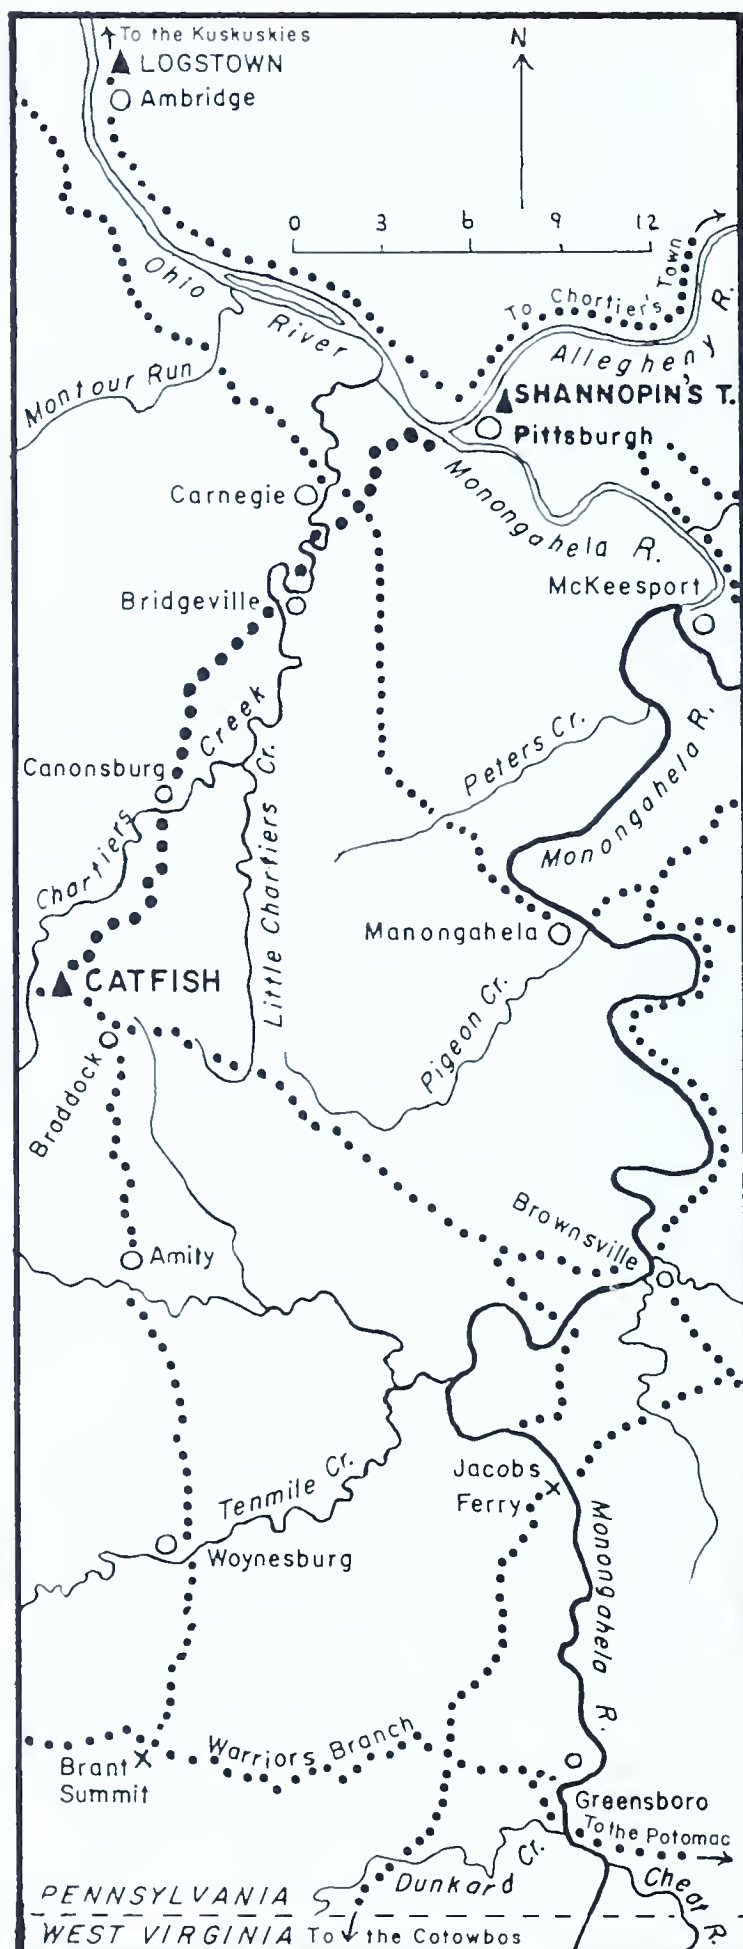 To the Kuskuskies
LOGSTOWN
Ambridge
N
0 3 6 9 12
Ohio River
To Chortier's Town
Allegheny R.
Montour Run
SHANNOPIN'S T.
Pittsburgh
Carnegie
Monongahela R.
McKeesport
Bridgeville
Chartiers Creek
Peters Cr.
Canonsburg
Little Chartiers Cr.
Monongahela R.
Manongahela
CATFISH
Pigeon Cr.
Braddock
Brownsville
Amity
Jacobs
Ferry
Tenmile Cr.
Woynesburg
Monongahela R.
Warriors Branch
Brant
Summit
Greensboro
To the Potomac
Dunkard Cr.
Cheat R.
PENNSYLVANIA
WEST VIRGINIA
To the Cotowbos